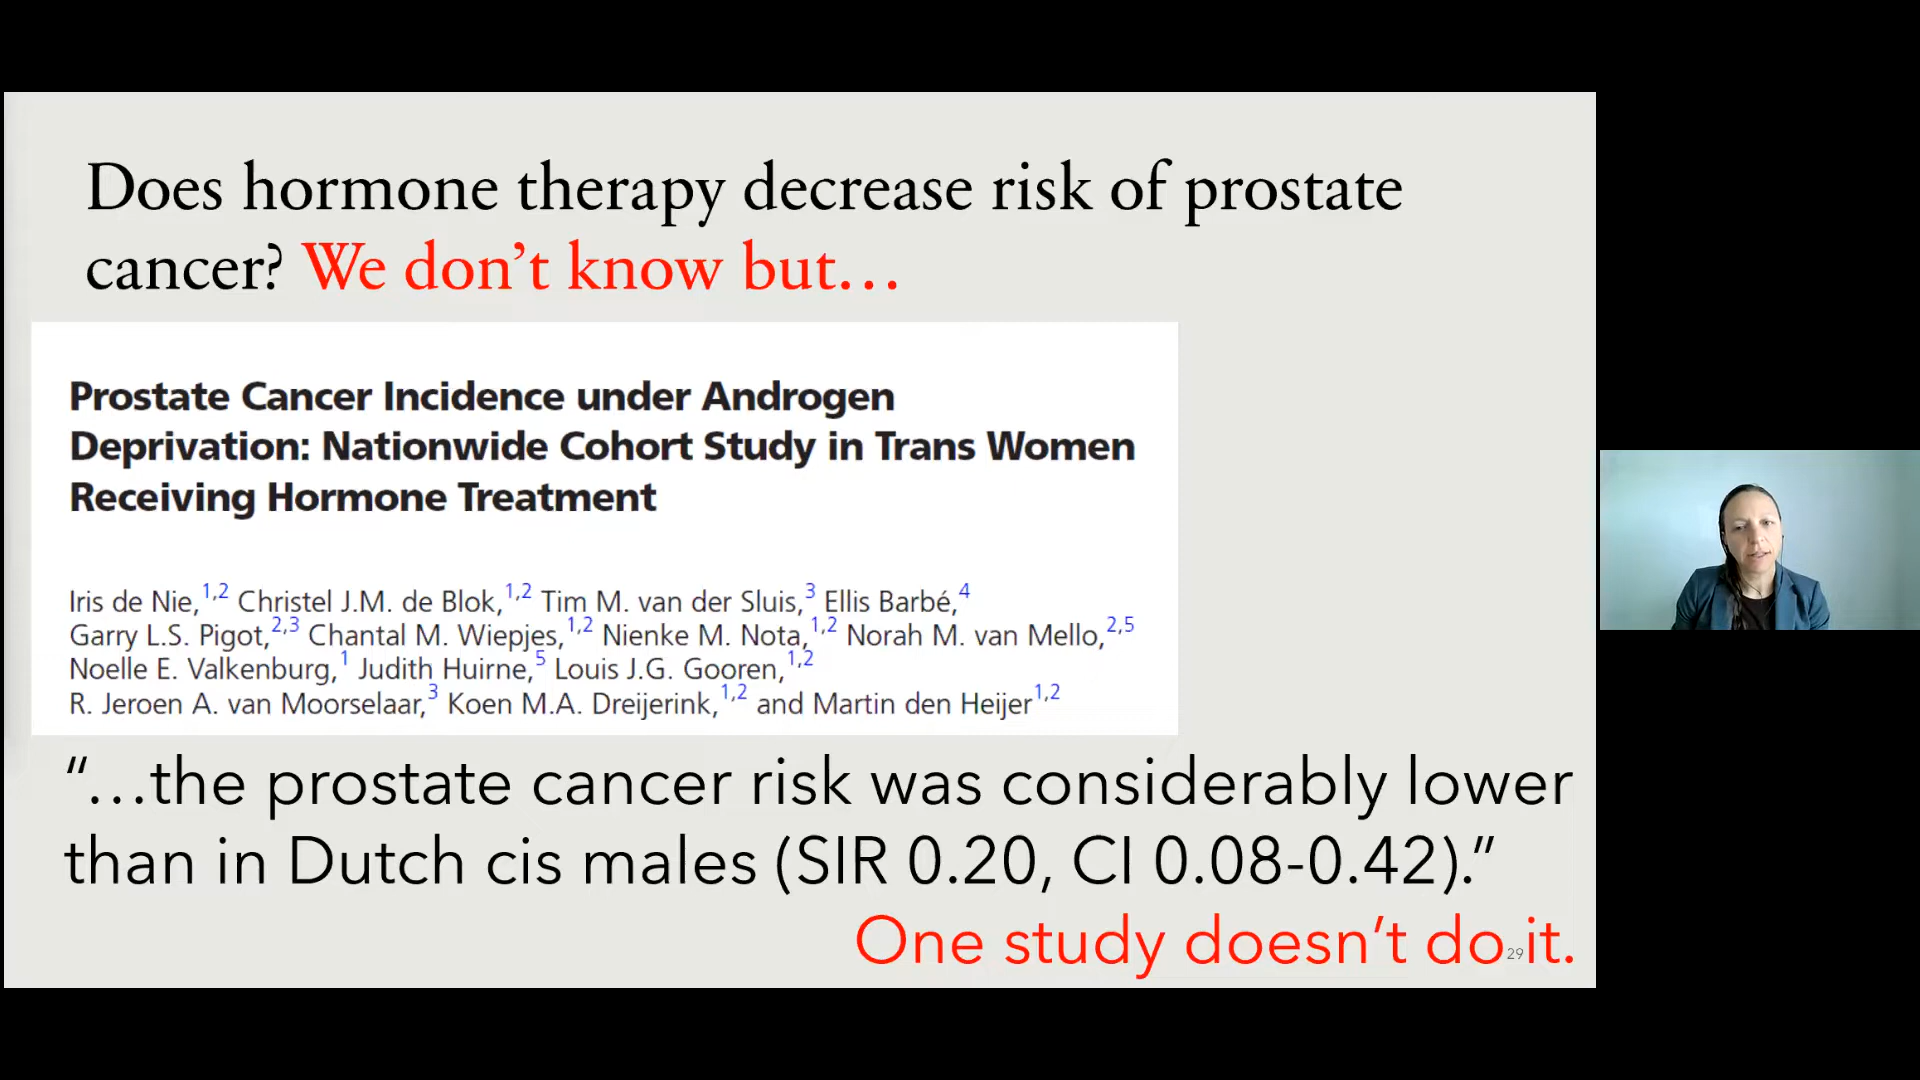 Does hormone therapy decrease risk of prostate
cancer? We don’t know but…
Prostate Cancer Incidence under Androgen
Deprivation: Nationwide Cohort Study in Trans Women
Receiving Hormone Treatment
Iris de Nie,1,2 Christel J.M. de Blok,1,2 Tim M. van der Sluis,3 Ellis Barbé,4
Garry L.S. Pigot,2,3 Chantal M. Wiepjes,1,2 Nienke M. Nota,1,2 Norah M. van Mello,2,5
Noelle E. Valkenburg,1 Judith Huirne,5 Louis J.G. Gooren,1,2
R. Jeroen A. van Moorselaar,3 Koen M.A. Dreijerink,1,2 and Martin den Heijer1,2
“…the prostate cancer risk was considerably lower
than in Dutch cis males (SIR 0.20, CI 0.08-0.42).”
One study doesn’t do it.
29